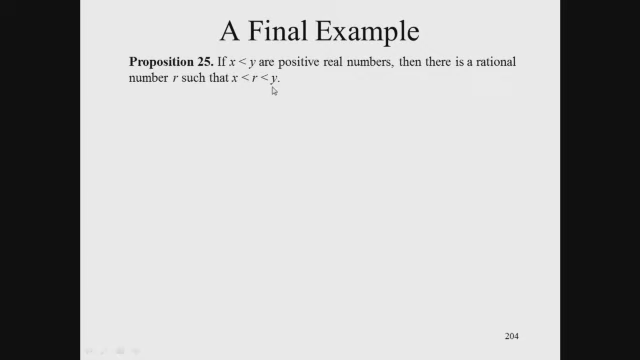 A Final Example
Proposition 25. If x < y are positive real numbers, then there is a rational
number r such that x < r < y.
204